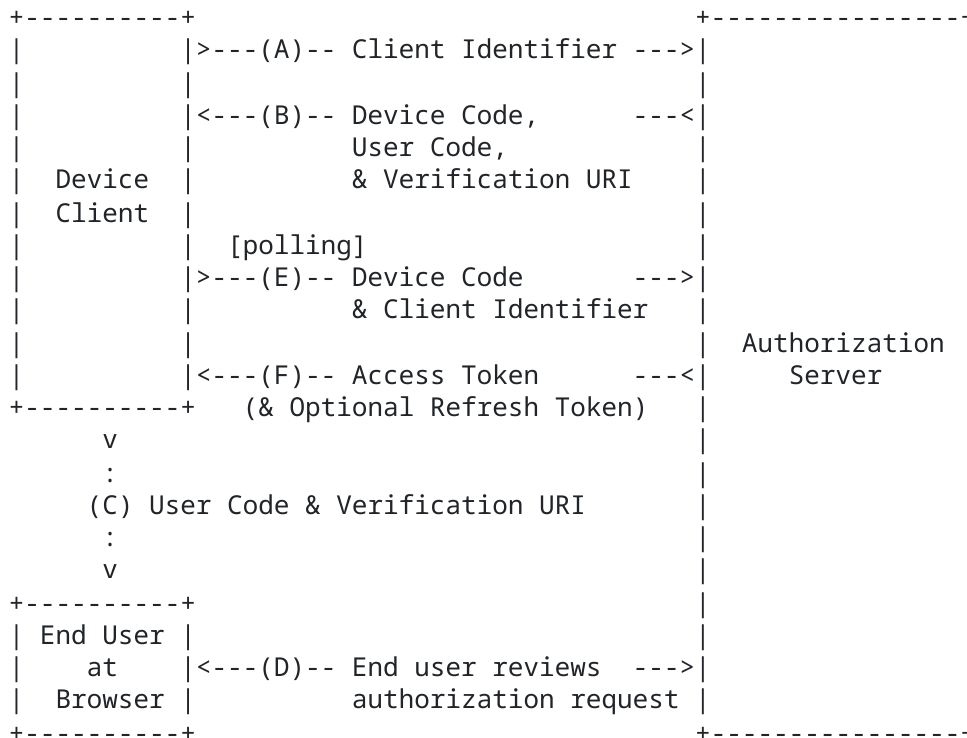 +----------+                                +----------------
|          |>---(A)-- Client Identifier --->|
|          |                                |
|          |<---(B)-- Device Code,      ---<|
|          |          User Code,            |
|  Device  |          & Verification URI    |
|  Client  |                                |
|          |  [polling]                     |
|          |>---(E)-- Device Code       --->|
|          |          & Client Identifier   |
|          |                                |  Authorization
|          |<---(F)-- Access Token      ---<|     Server
+----------+   (& Optional Refresh Token)   |
      v                                     |
      :                                     |
     (C) User Code & Verification URI       |
      :                                     |
      v                                     |
+----------+                                |
| End User |                                |
|    at    |<---(D)-- End user reviews  --->|
|  Browser |          authorization request |
+----------+                                +----------------